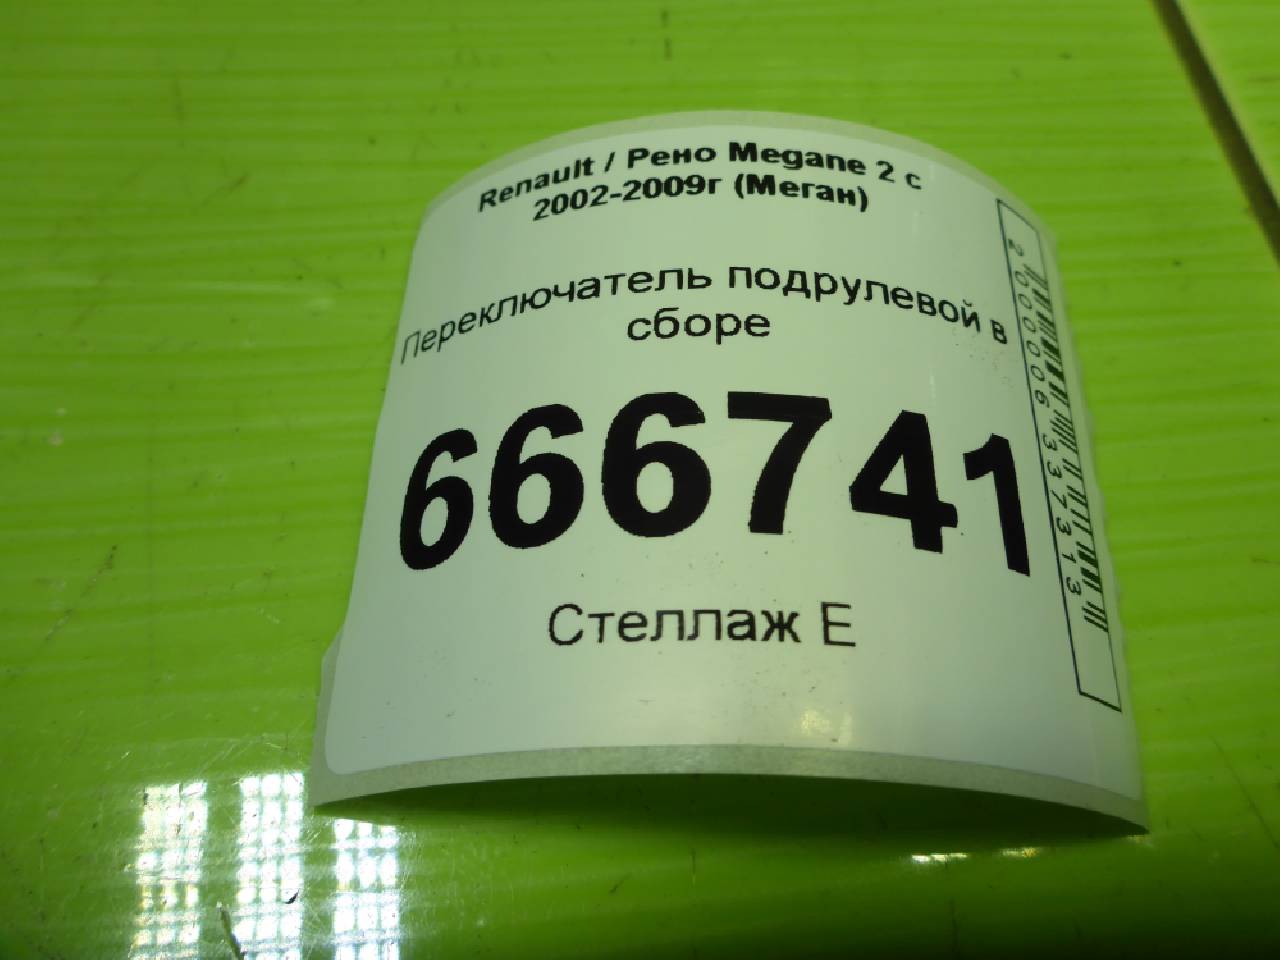 Renault / Рено Megane 2 с
2002-2009г (Меган)
Переключатель подрулевой в
сборе
666741
Стеллаж Е
2000006337313